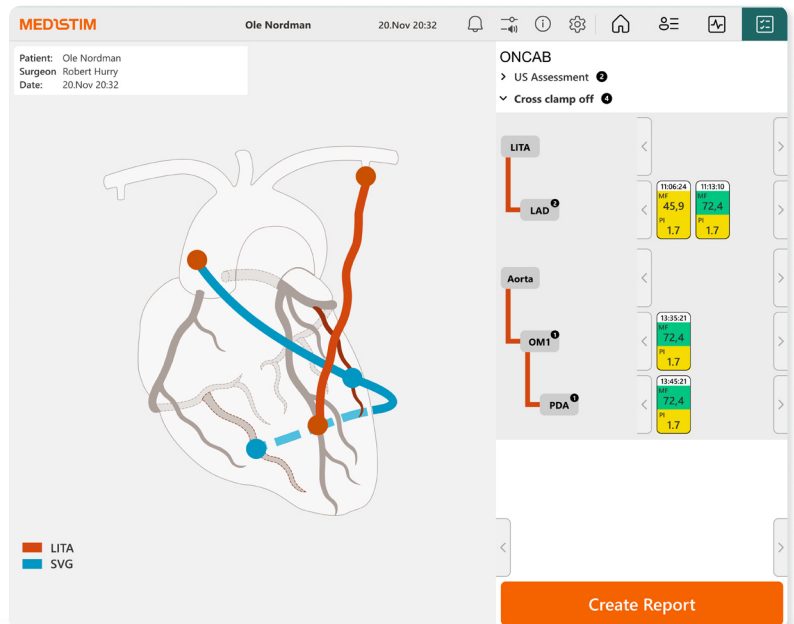 MEDISTIM Ole Nordman 20.Nov 20:32
Patient: Ole Nordman
Surgeon Robert Hurry
Date: 20.Nov 20:32
ONCAB
US Assessment 2
Cross clamp off 4
LITA
11:06:24 11:13:10
MF MF
45,9 72,4
PI PI
1.7 1.7
LAD 2
Aorta
13:35:21
MF
72,4
PI
1.7
OM1 1
13:45:21
MF
72,4
PI
1.7
PDA 1
LITA
SVG
Create Report